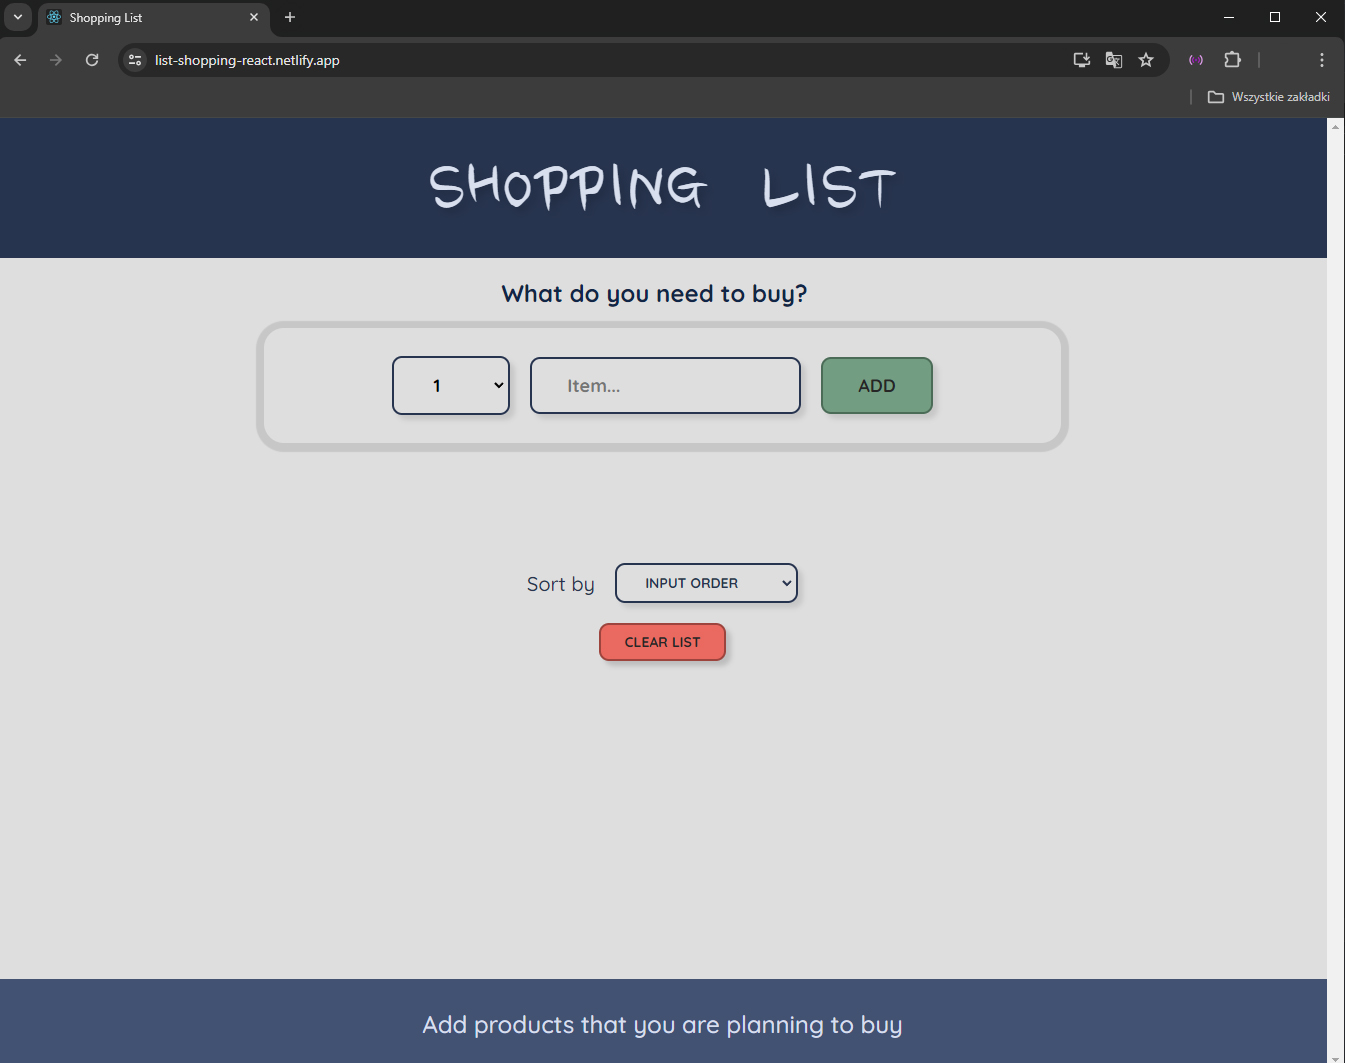 Shopping List
list-shopping-react.netlify.app
Wszystkie zakładki
SHOPPING LIST
What do you need to buy?
1
Item...
ADD
Sort by
INPUT ORDER
CLEAR LIST
Add products that you are planning to buy